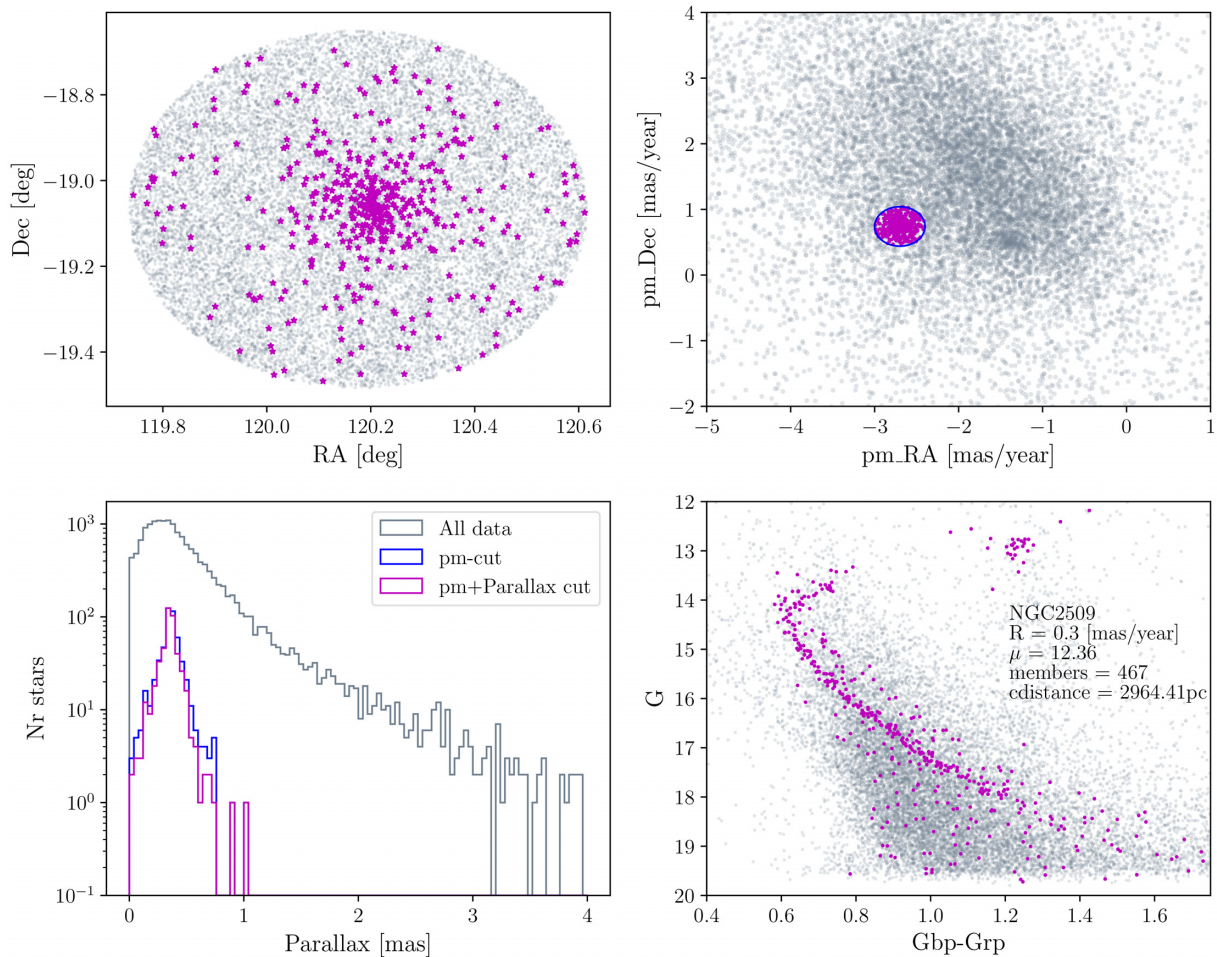 Dec [deg]
−18.8
−19.0
−19.2
−19.4
119.8 120.0 120.2 120.4 120.6
RA [deg]
pm_Dec [mas/year]
4
3
2
1
0
−1
−2
−5 −4 −3 −2 −1 0 1
pm_RA [mas/year]
Nr stars
10³
10²
10¹
10⁰
10⁻¹
All data
pm-cut
pm+Parallax cut
0 1 2 3 4
Parallax [mas]
G
12
13
14
15
16
17
18
19
20
NGC2509
R = 0.3 [mas/year]
μ = 12.36
members = 467
cdistance = 2964.41pc
0.4 0.6 0.8 1.0 1.2 1.4 1.6
Gbp-Grp